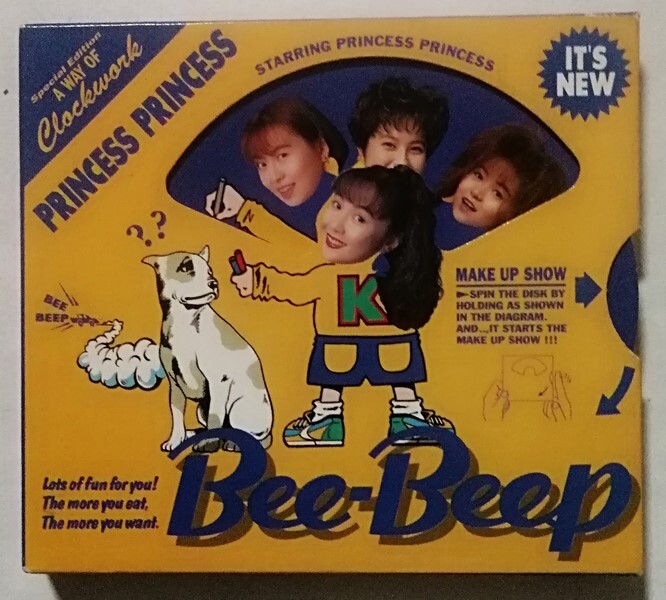 Special Edition
A WAY OF
Clockwork
PRINCESS PRINCESS
STARRING PRINCESS PRINCESS
IT'S
NEW
??
BEE
BEEP
K
MAKE UP SHOW
►SPIN THE DISK BY
HOLDING AS SHOWN
IN THE DIAGRAM.
AND...,IT STARTS THE
MAKE UP SHOW !!!
Lots of fun for you!
The more you eat,
The more you want.
Bee-Beep